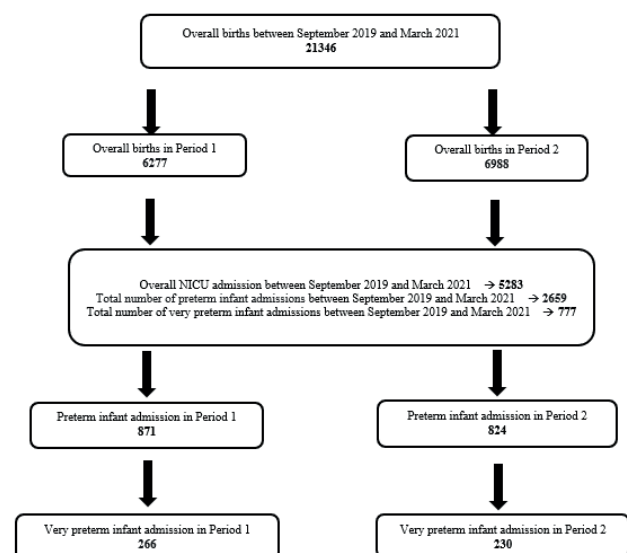 Overall births between September 2019 and March 2021
21346
Overall births in Period 1
6277
Overall births in Period 2
6988
Overall NICU admission between September 2019 and March 2021 → 5283
Total number of preterm infant admissions between September 2019 and March 2021 → 2659
Total number of very preterm infant admissions between September 2019 and March 2021 → 777
Preterm infant admission in Period 1
871
Preterm infant admission in Period 2
824
Very preterm infant admission in Period 1
266
Very preterm infant admission in Period 2
230